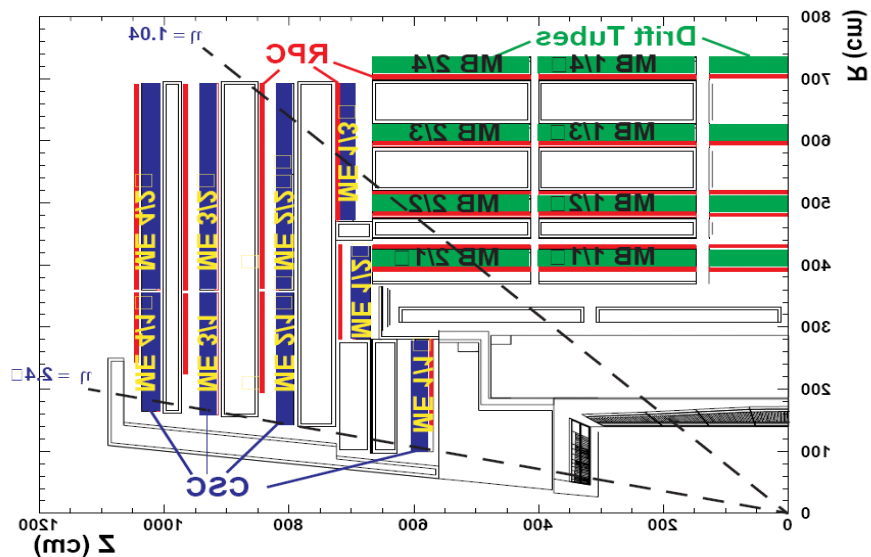 η = 1.04
RPC
Drift Tubes
800
R (cm)
MB 2/4
MB 1/4
700
MB 2/3
MB 1/3
600
MB 2/2
MB 1/2
500
MB 2/1
MB 1/1
400
300
200
100
0
ME 4/2
ME 3/2
ME 2/2
ME 1/3
ME 1/2
ME 4/1
ME 3/1
ME 2/1
ME 1/1
η = 2.4
CSC
1200
1000
800
600
400
200
0
Z (cm)